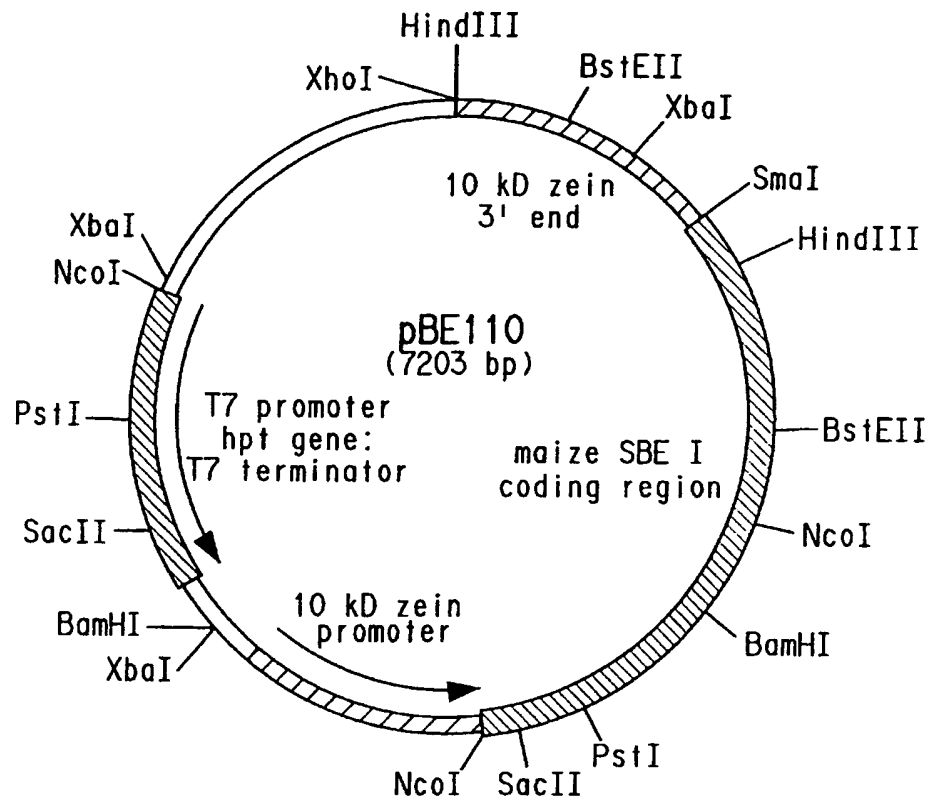 HindIII
XhoI
BstEII
XbaI
SmaI
10 kD zein
3' end
HindIII
XbaI
NcoI
pBE110
(7203 bp)
PstI
T7 promoter
hpt gene:
T7 terminator
BstEII
maize SBE I
coding region
SacII
NcoI
10 kD zein
promoter
BamHI
BamHI
XbaI
PstI
NcoI
SacII